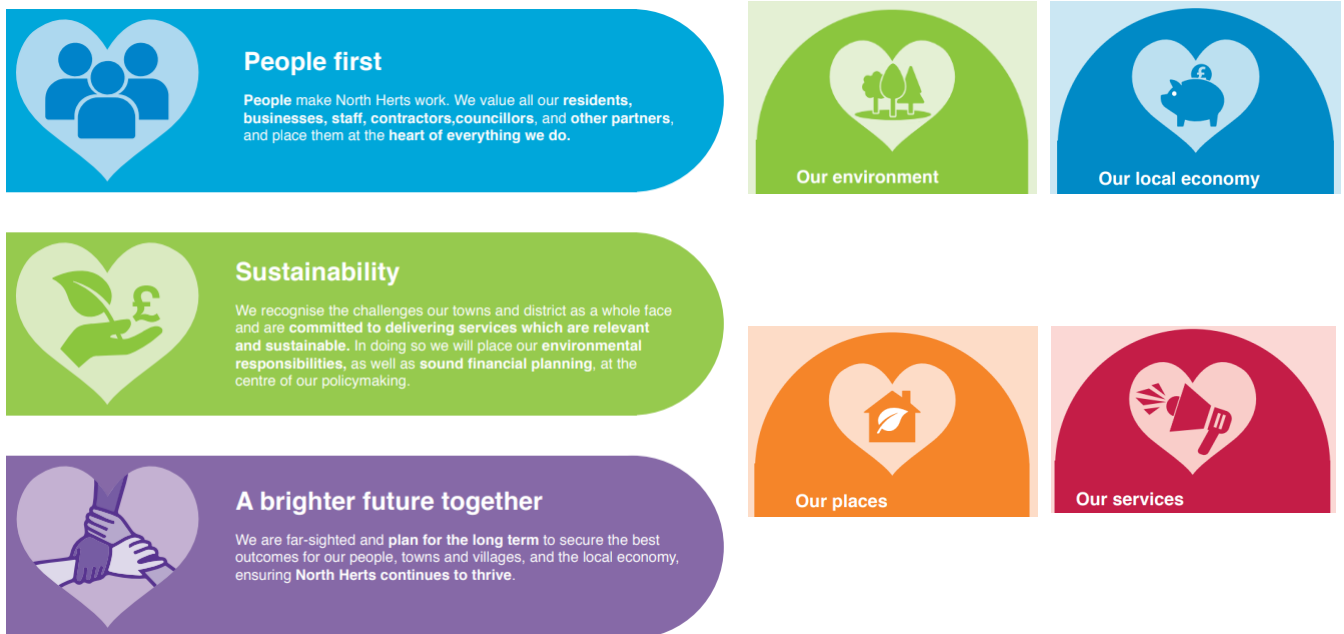 People first
People make North Herts work. We value all our residents,
businesses, staff, contractors,councillors, and other partners,
and place them at the heart of everything we do.
Sustainability
We recognise the challenges our towns and district as a whole face
and are committed to delivering services which are relevant
and sustainable. In doing so we will place our environmental
responsibilities, as well as sound financial planning, at the
centre of our policymaking.
£
A brighter future together
We are far-sighted and plan for the long term to secure the best
outcomes for our people, towns and villages, and the local economy,
ensuring North Herts continues to thrive.
Our environment
£
Our local economy
Our places
Our services